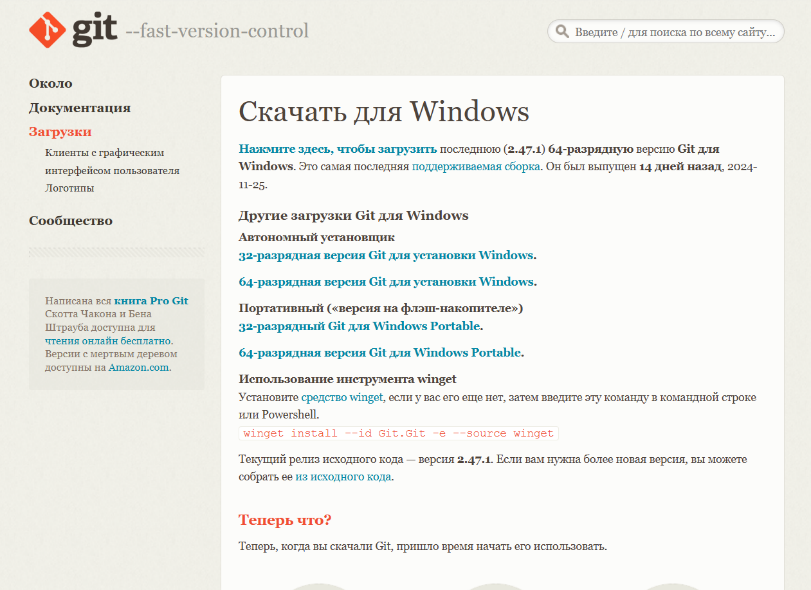 git --fast-version-control
Введите / для поиска по всему сайту...
Около
Документация
Загрузки
Клиенты с графическим
интерфейсом пользователя
Логотипы
Сообщество
Написана вся книга Pro Git
Скотта Чакона и Бена
Штрауба доступна для
чтения онлайн бесплатно.
Версии с мертвым деревом
доступны на Amazon.com.
Скачать для Windows
Нажмите здесь, чтобы загрузить последнюю (2.47.1) 64-разрядную версию Git для
Windows. Это самая последняя поддерживаемая сборка. Он был выпущен 14 дней назад, 2024-
11-25.
Другие загрузки Git для Windows
Автономный установщик
32-разрядная версия Git для установки Windows.
64-разрядная версия Git для установки Windows.
Портативный («версия на флэш-накопителе»)
32-разрядный Git для Windows Portable.
64-разрядная версия Git для Windows Portable.
Использование инструмента winget
Установите средство winget, если у вас его еще нет, затем введите эту команду в командной строке
или Powershell.
winget install --id Git.Git -e --source winget
Текущий релиз исходного кода — версия 2.47.1. Если вам нужна более новая версия, вы можете
собрать ее из исходного кода.
Теперь что?
Теперь, когда вы скачали Git, пришло время начать его использовать.